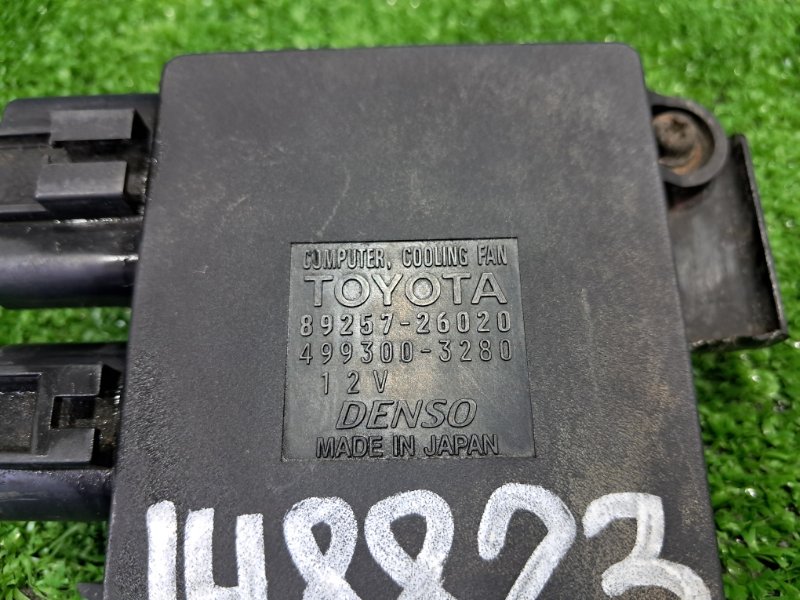 COMPUTER, COOLING FAN
TOYOTA
89257-26020
499300-3280
12V
DENSO
MADE IN JAPAN
148823